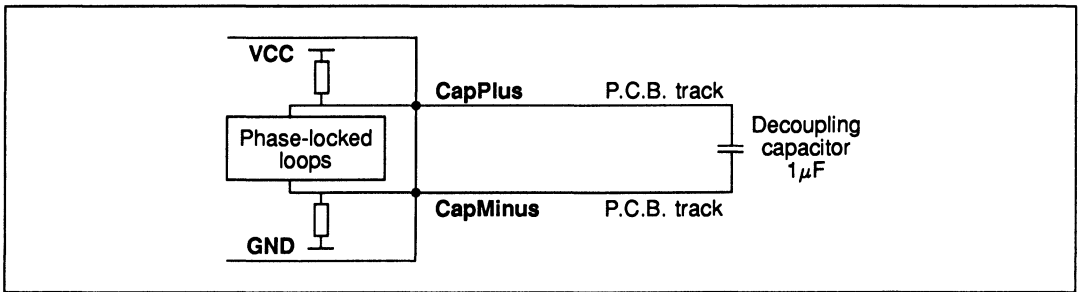 VCC
CapPlus
P.C.B. track
Phase-locked
loops
Decoupling
capacitor
1μF
CapMinus
P.C.B. track
GND